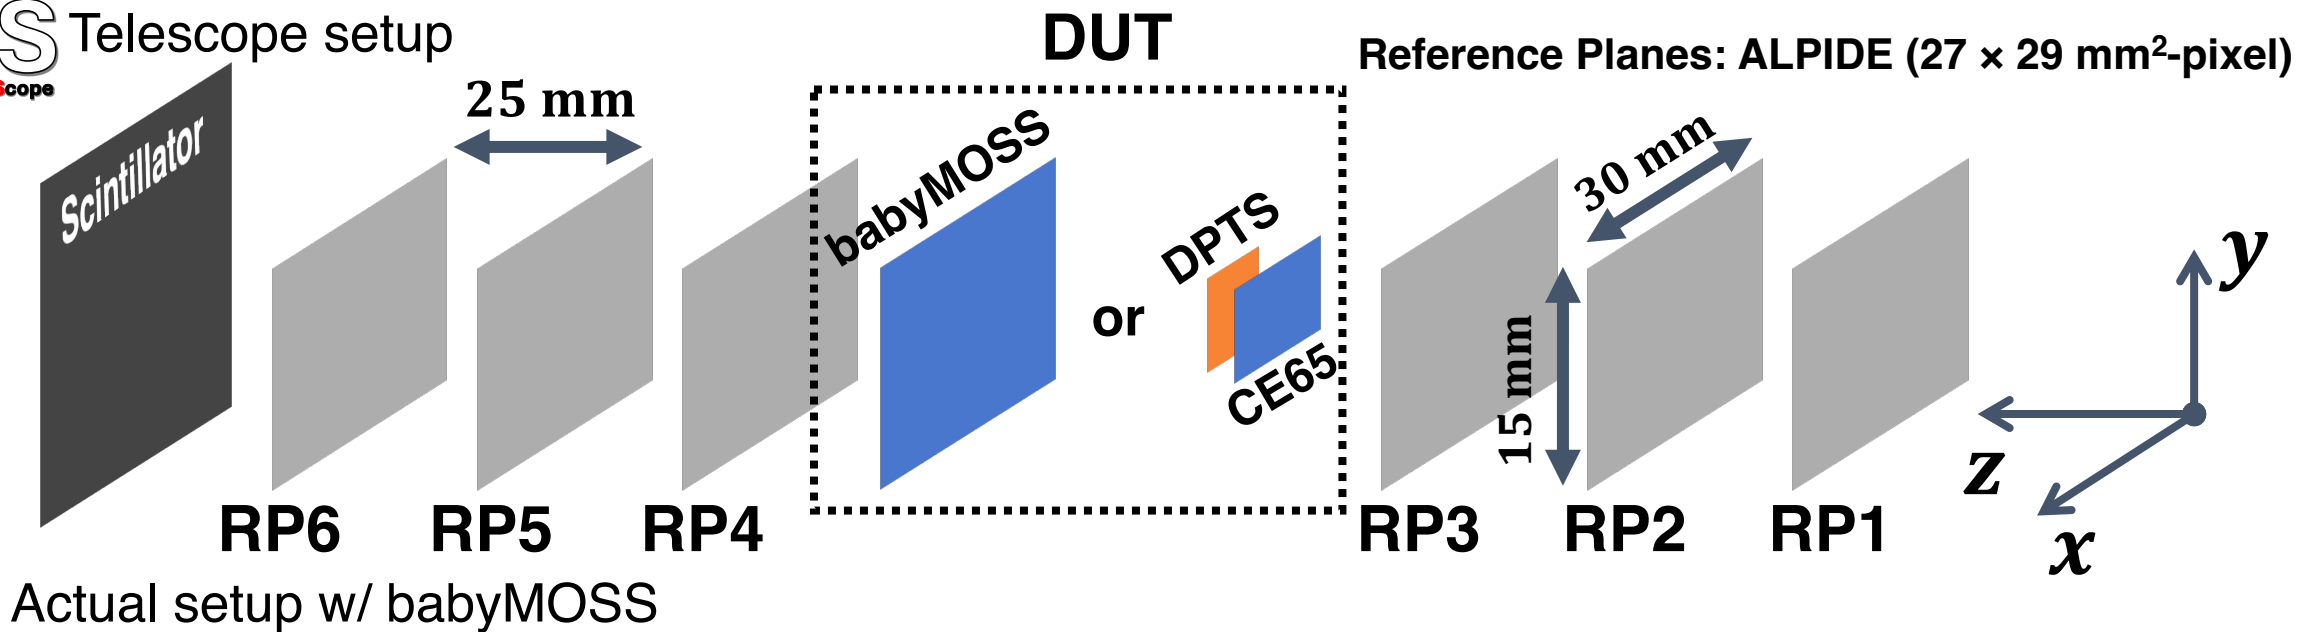 S
Scope
Telescope setup
DUT
Reference Planes: ALPIDE (27 × 29 mm²-pixel)
25 mm
Scintillator
babyMOSS
DPTS
or
CE65
30 mm
15 mm
RP6
RP5
RP4
RP3
RP2
RP1
y
z
x
Actual setup w/ babyMOSS